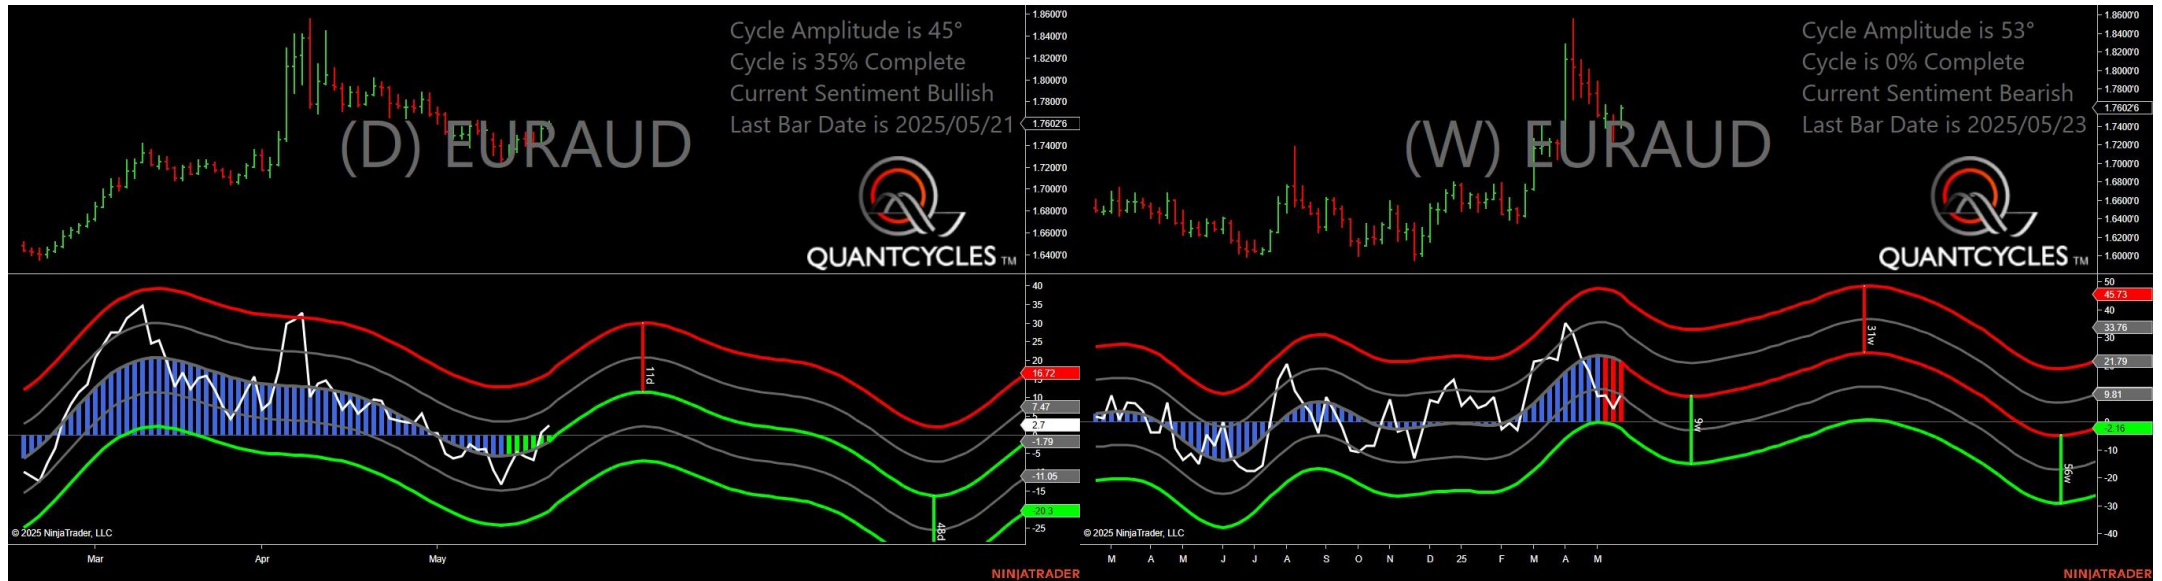 Cycle Amplitude is 45°
Cycle is 35% Complete
Current Sentiment Bullish
Last Bar Date is 2025/05/21
(D) EURAUD
QUANTCYCLES TM
1.8600'0
1.8400'0
1.8200'0
1.8000'0
1.7800'0
1.7602'6
1.7400'0
1.7200'0
1.7000'0
1.6800'0
1.6600'0
1.6400'0
40
35
30
25
20
15
16.72
10
7.47
5
2.7
-1.79
-5
-11.05
-15
-20.3
-25
11d
48d
© 2025 NinjaTrader, LLC
Mar
Apr
May
NINJATRADER
Cycle Amplitude is 53°
Cycle is 0% Complete
Current Sentiment Bearish
Last Bar Date is 2025/05/23
(W) EURAUD
QUANTCYCLES TM
1.8600'0
1.8400'0
1.8200'0
1.8000'0
1.7800'0
1.7602'6
1.7400'0
1.7200'0
1.7000'0
1.6800'0
1.6600'0
1.6400'0
1.6200'0
1.6000'0
50
45.73
40
33.76
30
21.79
9.81
0
-2.16
-10
-20
-30
-40
31w
9w
56w
© 2025 NinjaTrader, LLC
M A M J J A S O N D 25 F M A M
NINJATRADER